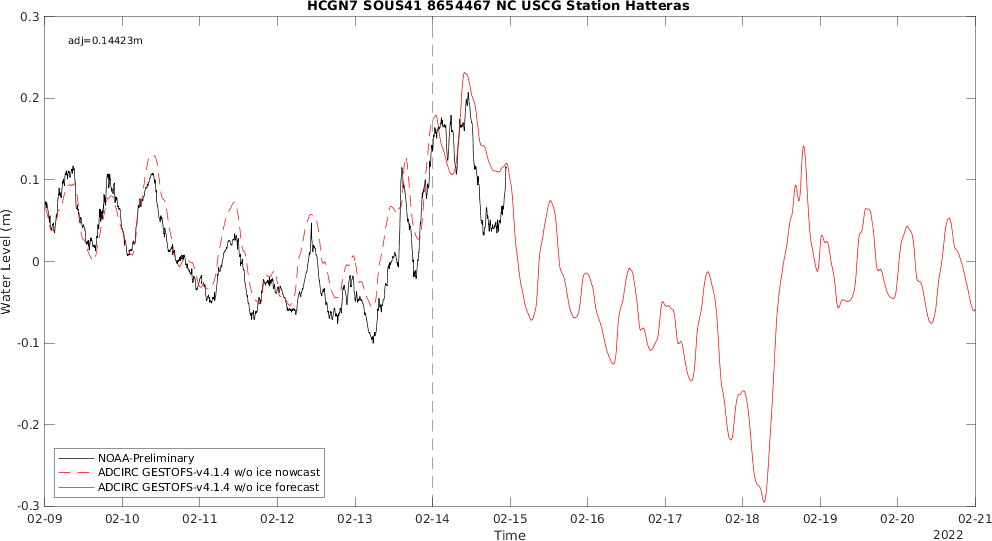 HCGN7 SOUS41 8654467 NC USCG Station Hatteras
adj=0.14423m
0.3
0.2
0.1
0
-0.1
-0.2
-0.3
Water Level (m)
NOAA-Preliminary
ADCIRC GESTOFS-v4.1.4 w/o ice nowcast
ADCIRC GESTOFS-v4.1.4 w/o ice forecast
02-09 02-10 02-11 02-12 02-13 02-14 02-15 02-16 02-17 02-18 02-19 02-20 02-21
Time
2022